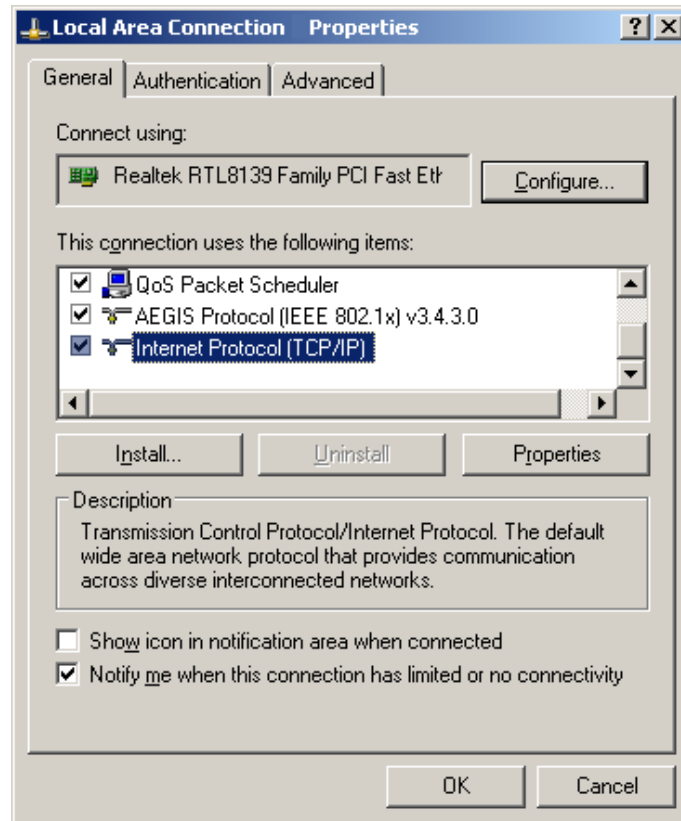 Local Area Connection Properties
General Authentication Advanced
Connect using:
Realtek RTL8139 Family PCI Fast Eth
Configure...
This connection uses the following items:
QoS Packet Scheduler
AEGIS Protocol (IEEE 802.1x) v3.4.3.0
Internet Protocol (TCP/IP)
Install... Uninstall Properties
Description
Transmission Control Protocol/Internet Protocol. The default
wide area network protocol that provides communication
across diverse interconnected networks.
Show icon in notification area when connected
Notify me when this connection has limited or no connectivity
OK Cancel